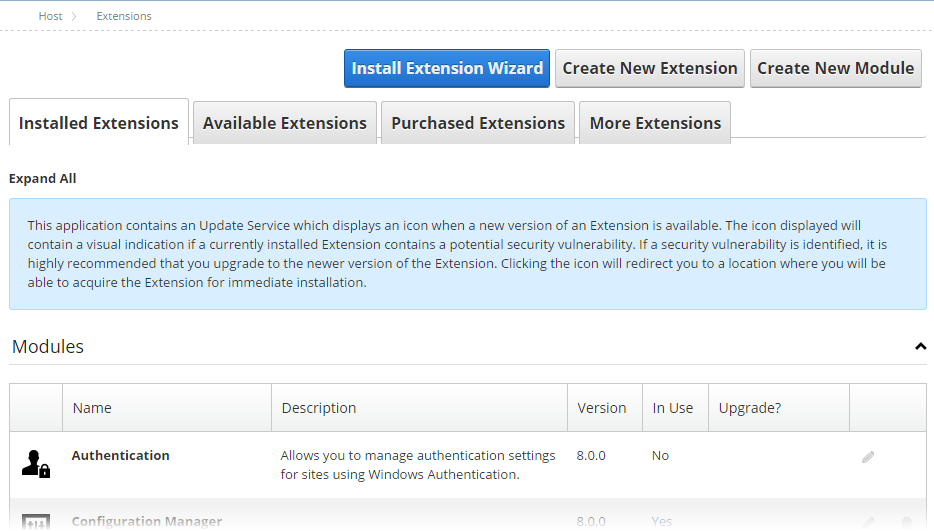 Host
Extensions
Install Extension Wizard
Create New Extension
Create New Module
Installed Extensions
Available Extensions
Purchased Extensions
More Extensions
Expand All
This application contains an Update Service which displays an icon when a new version of an Extension is available. The icon displayed will
contain a visual indication if a currently installed Extension contains a potential security vulnerability. If a security vulnerability is identified, it is
highly recommended that you upgrade to the newer version of the Extension. Clicking the icon will redirect you to a location where you will be
able to acquire the Extension for immediate installation.
Modules
Name Description Version In Use Upgrade?
Authentication Allows you to manage authentication settings 8.0.0 No
for sites using Windows Authentication.
Configuration Manager 8.0.0 Yes